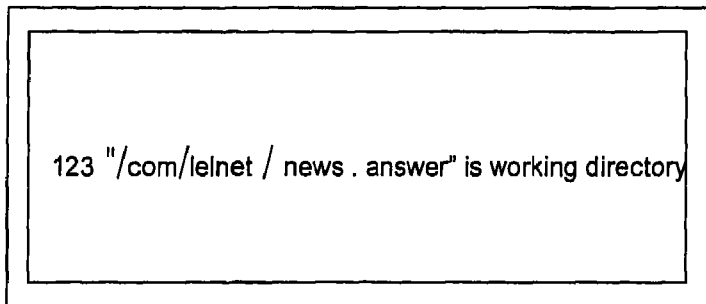 123 "/com/lelnet / news . answer" is working directory